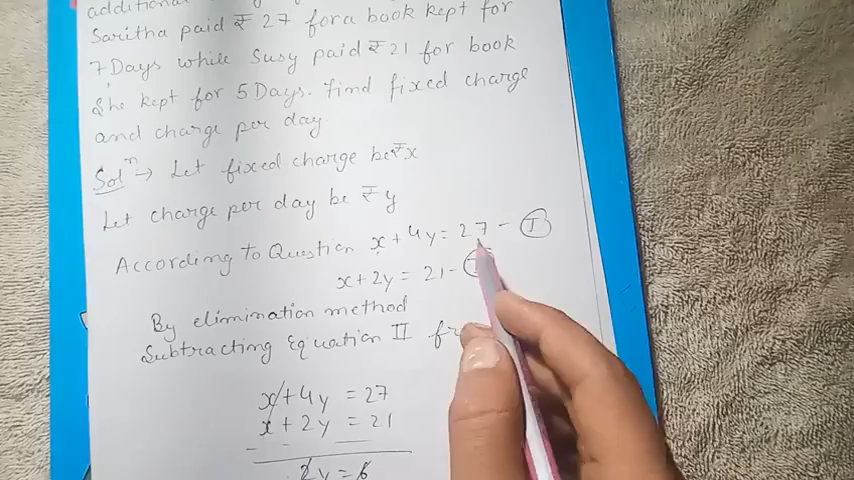 additional
Saritha paid ₹ 27 for a book kept for
7 Days while Susy paid ₹ 21 for book
She kept for 5 Days. find fixed charge
and charge per day.
Solⁿ → Let fixed charge be ₹ x
Let charge per day be ₹ y
According to Question x + 4y = 27 - I
x + 2y = 21 -
By elimination method
Subtracting Equation II
x + 4y = 27
x + 2y = 21
- - -
2y = 6